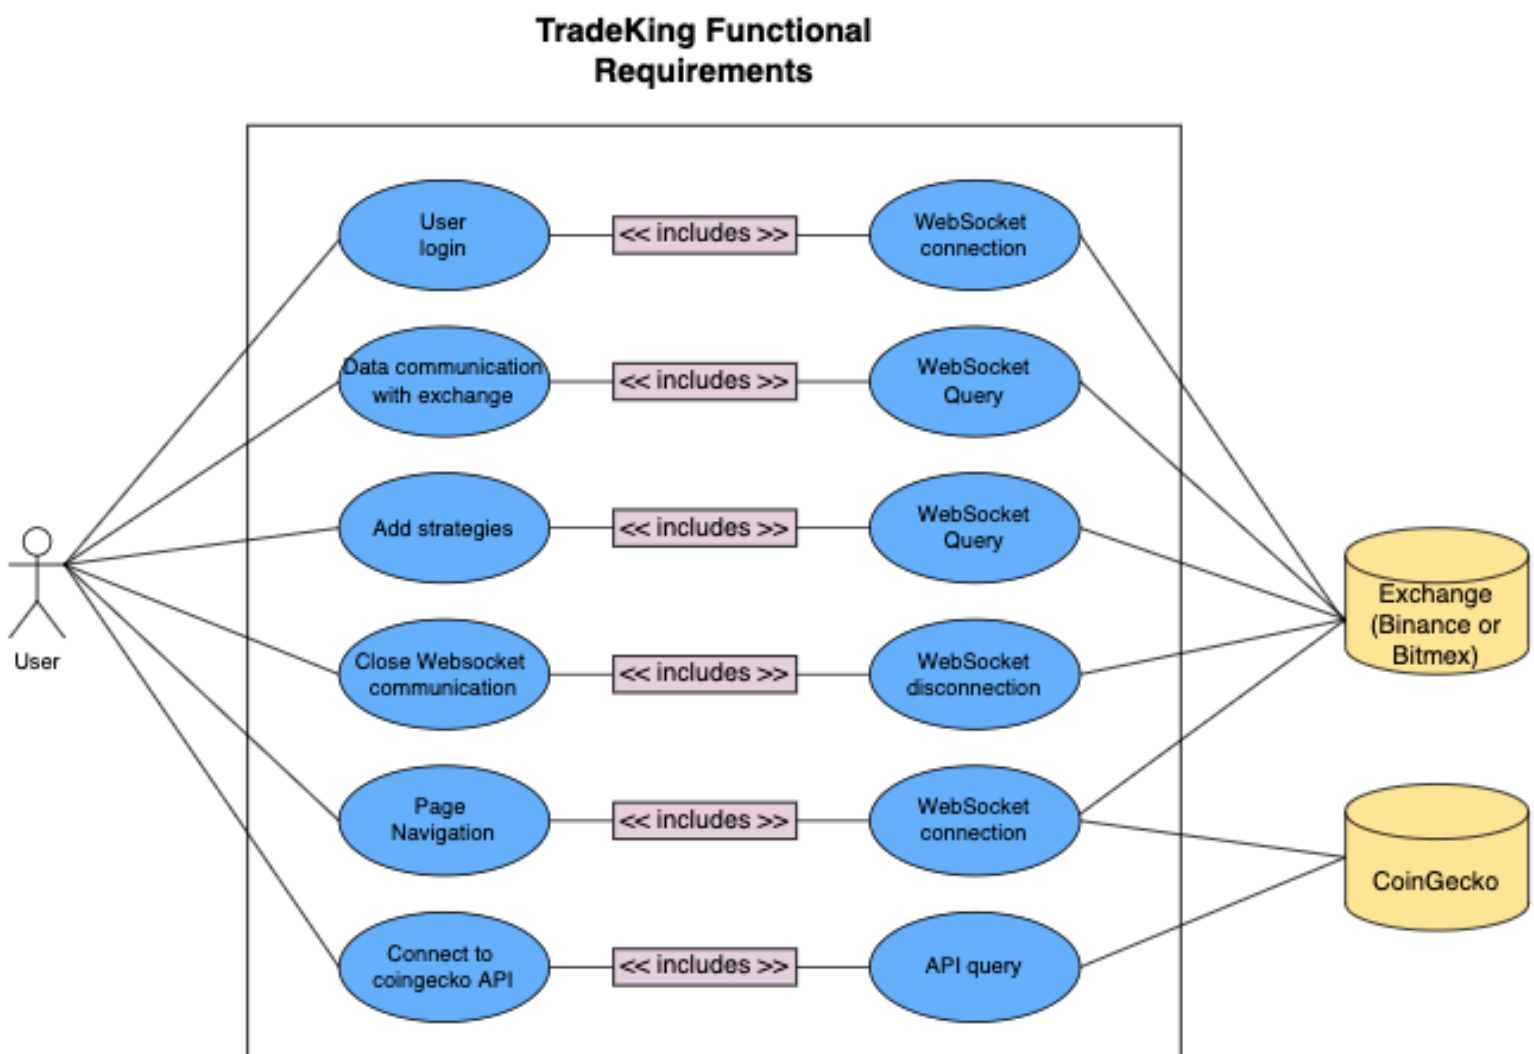 TradeKing Functional
Requirements
User
login
<< includes >>
WebSocket
connection
Data communication
with exchange
<< includes >>
WebSocket
Query
Add strategies
<< includes >>
WebSocket
Query
User
Close Websocket
communication
<< includes >>
WebSocket
disconnection
Exchange
(Binance or
Bitmex)
Page
Navigation
<< includes >>
WebSocket
connection
CoinGecko
Connect to
coingecko API
<< includes >>
API query